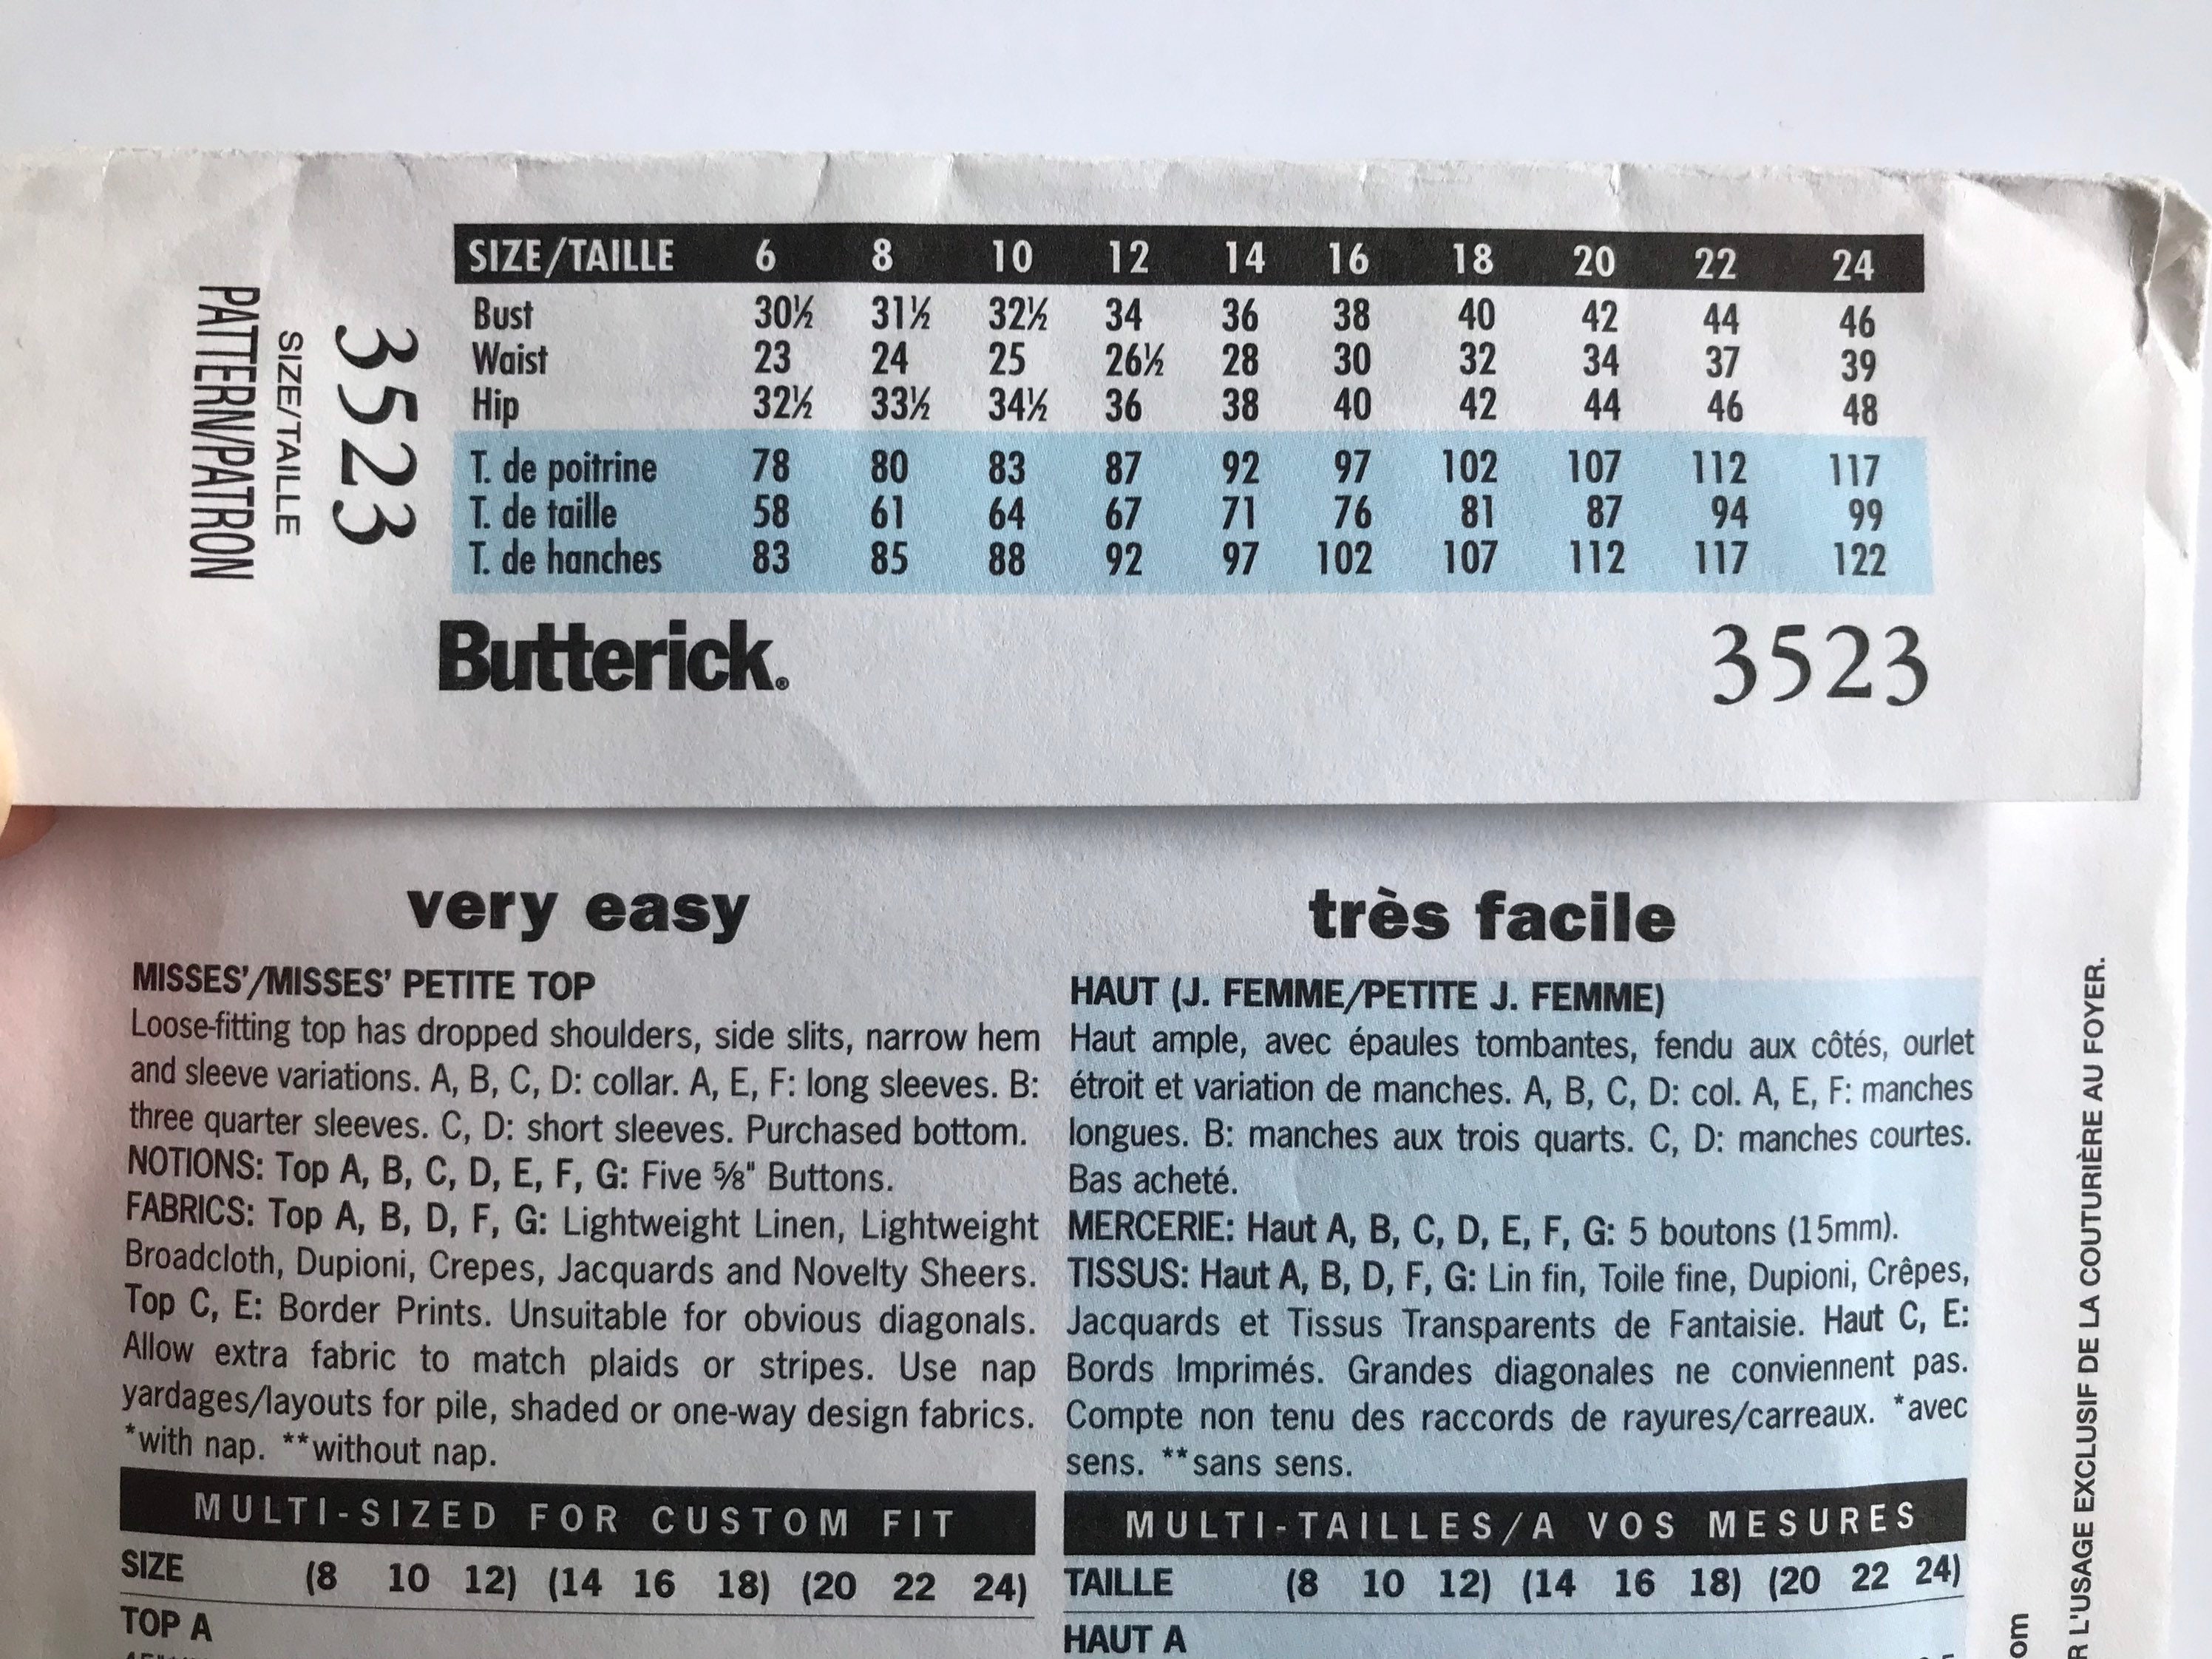 PATTERN/PATRON
SIZE/TAILLE
3523
SIZE/TAILLE 6 8 10 12 14 16 18 20 22 24
Bust 30½ 31½ 32½ 34 36 38 40 42 44 46
Waist 23 24 25 26½ 28 30 32 34 37 39
Hip 32½ 33½ 34½ 36 38 40 42 44 46 48
T. de poitrine 78 80 83 87 92 97 102 107 112 117
T. de taille 58 61 64 67 71 76 81 87 94 99
T. de hanches 83 85 88 92 97 102 107 112 117 122
Butterick® 3523
very easy
MISSES'/MISSES' PETITE TOP
Loose-fitting top has dropped shoulders, side slits, narrow hem
and sleeve variations. A, B, C, D: collar. A, E, F: long sleeves. B:
three quarter sleeves. C, D: short sleeves. Purchased bottom.
NOTIONS: Top A, B, C, D, E, F, G: Five ⅝" Buttons.
FABRICS: Top A, B, D, F, G: Lightweight Linen, Lightweight
Broadcloth, Dupioni, Crepes, Jacquards and Novelty Sheers.
Top C, E: Border Prints. Unsuitable for obvious diagonals.
Allow extra fabric to match plaids or stripes. Use nap
yardages/layouts for pile, shaded or one-way design fabrics.
*with nap. **without nap.
MULTI-SIZED FOR CUSTOM FIT
SIZE (8 10 12) (14 16 18) (20 22 24)
TOP A
très facile
HAUT (J. FEMME/PETITE J. FEMME)
Haut ample, avec épaules tombantes, fendu aux côtés, ourlet
étroit et variation de manches. A, B, C, D: col. A, E, F: manches
longues. B: manches aux trois quarts. C, D: manches courtes.
Bas acheté.
MERCERIE: Haut A, B, C, D, E, F, G: 5 boutons (15mm).
TISSUS: Haut A, B, D, F, G: Lin fin, Toile fine, Dupioni, Crêpes,
Jacquards et Tissus Transparents de Fantaisie. Haut C, E:
Bords Imprimés. Grandes diagonales ne conviennent pas.
Compte non tenu des raccords de rayures/carreaux. *avec
sens. **sans sens.
MULTI-TAILLES/A VOS MESURES
TAILLE (8 10 12) (14 16 18) (20 22 24)
HAUT A
om
R L'USAGE EXCLUSIF DE LA COUTURIÈRE AU FOYER.